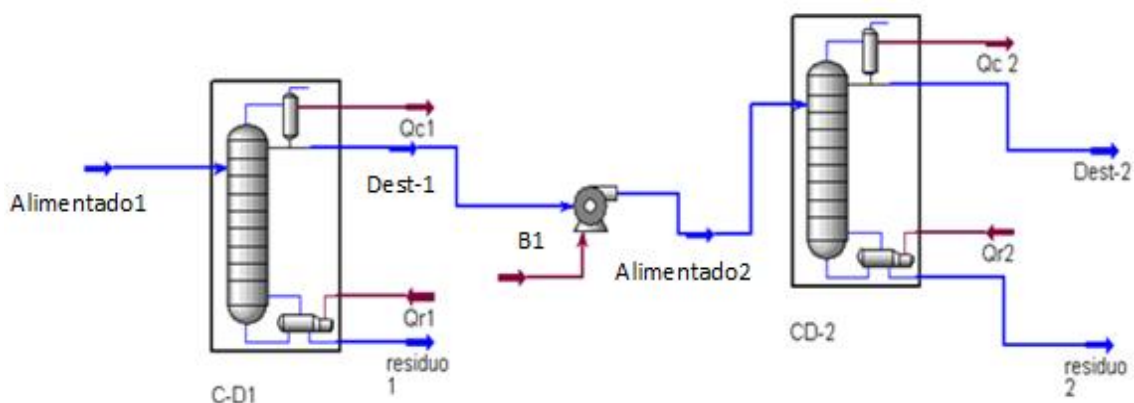 Qc 2
Qc1
Dest-1
Dest-2
Alimentado1
B1
Alimentado2
Qr2
Qr1
residuo
1
CD-2
residuo
2
C-D1